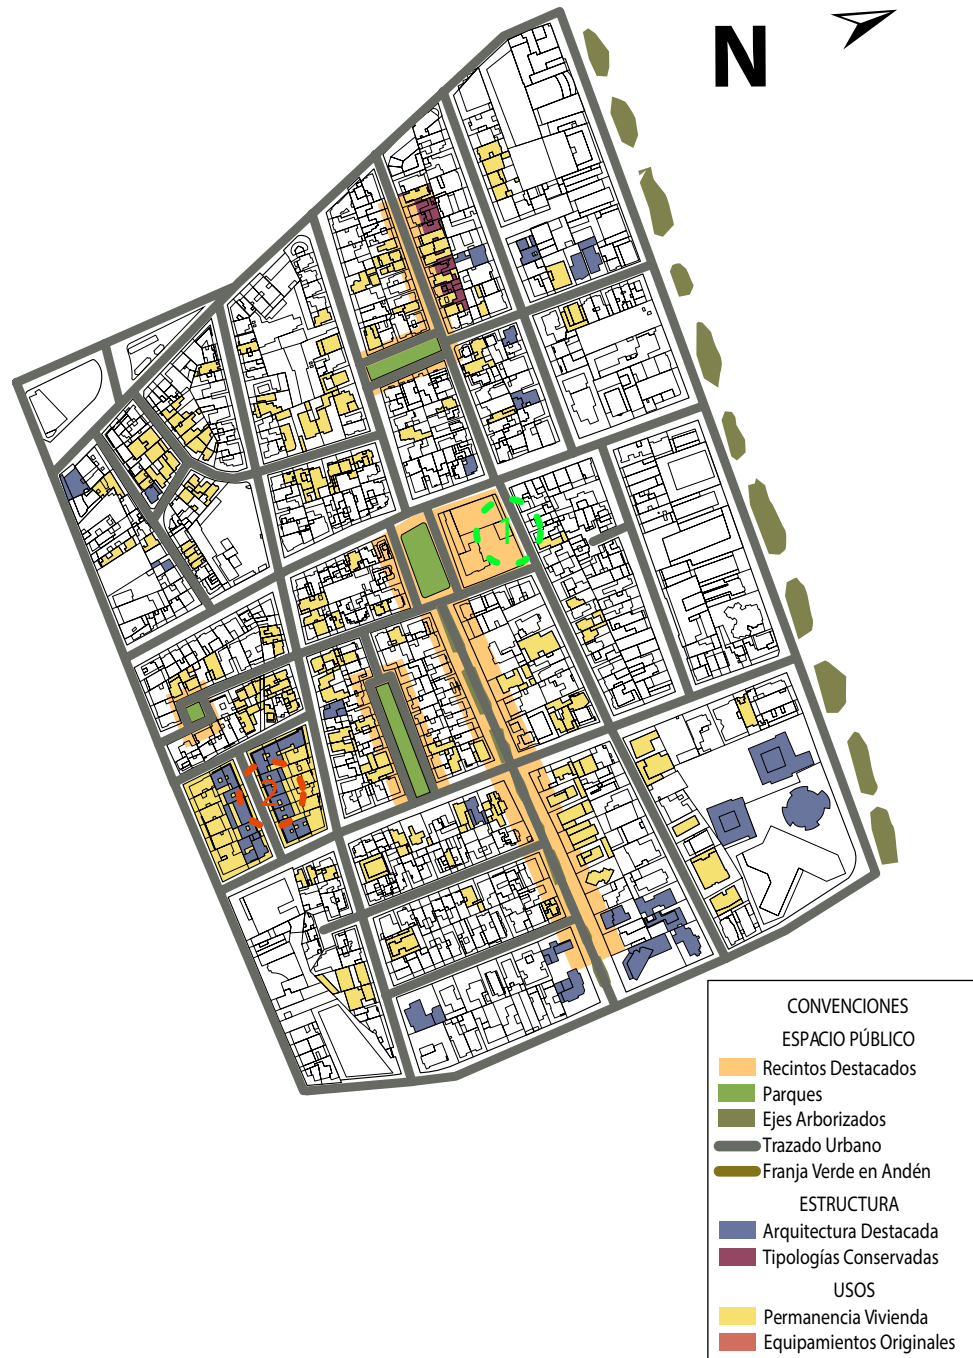 N
1
2
CONVENCIONES
ESPACIO PÚBLICO
Recintos Destacados
Parques
Ejes Arborizados
Trazado Urbano
Franja Verde en Andén
ESTRUCTURA
Arquitectura Destacada
Tipologías Conservadas
USOS
Permanencia Vivienda
Equipamientos Originales